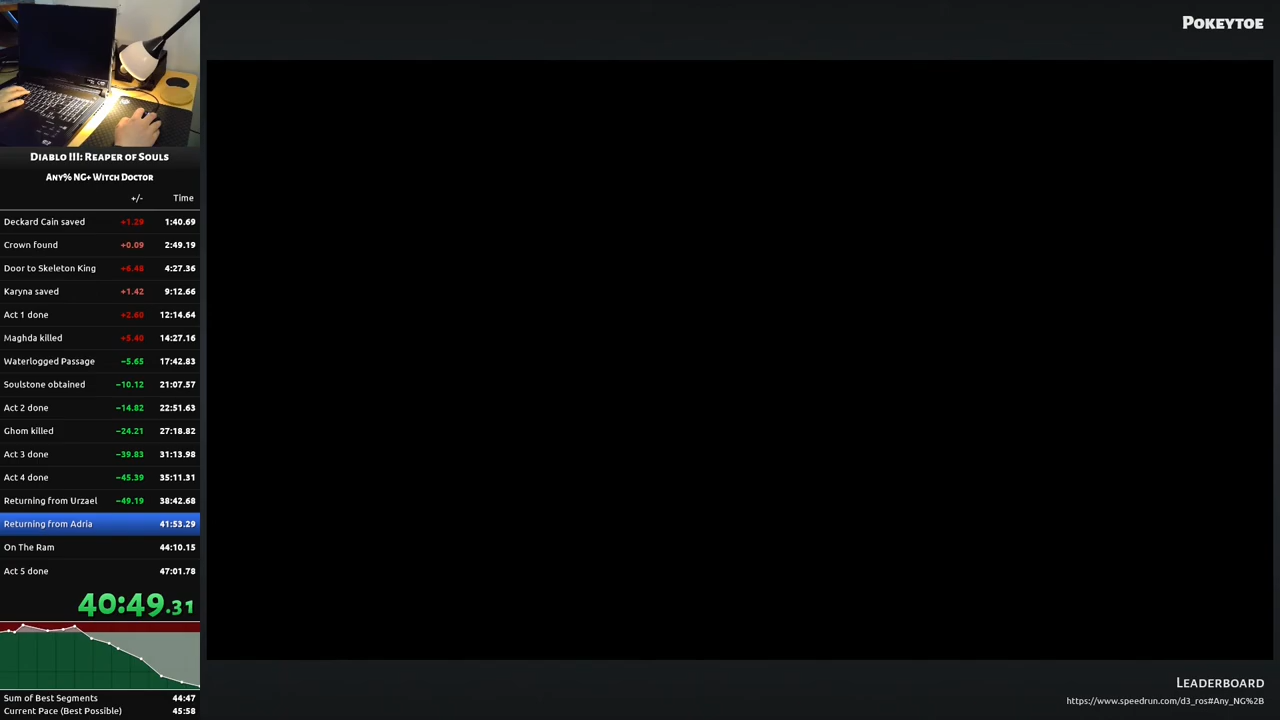 Pokeytoe
Diablo III: Reaper of Souls
Any% NG+ Witch Doctor
+/- Time
Deckard Cain saved +1.29 1:40.69
Crown found +0.09 2:49.19
Door to Skeleton King +6.48 4:27.36
Karyna saved +1.42 9:12.66
Act 1 done +2.60 12:14.64
Maghda killed +5.40 14:27.16
Waterlogged Passage −5.65 17:42.83
Soulstone obtained −10.12 21:07.57
Act 2 done −14.82 22:51.63
Ghom killed −24.21 27:18.82
Act 3 done −39.83 31:13.98
Act 4 done −45.39 35:11.31
Returning from Urzael −49.19 38:42.68
Returning from Adria 41:53.29
On The Ram 44:10.15
Act 5 done 47:01.78
40:49.31
Sum of Best Segments 44:47
Current Pace (Best Possible) 45:58
Leaderboard
https://www.speedrun.com/d3_ros#Any_NG%2B